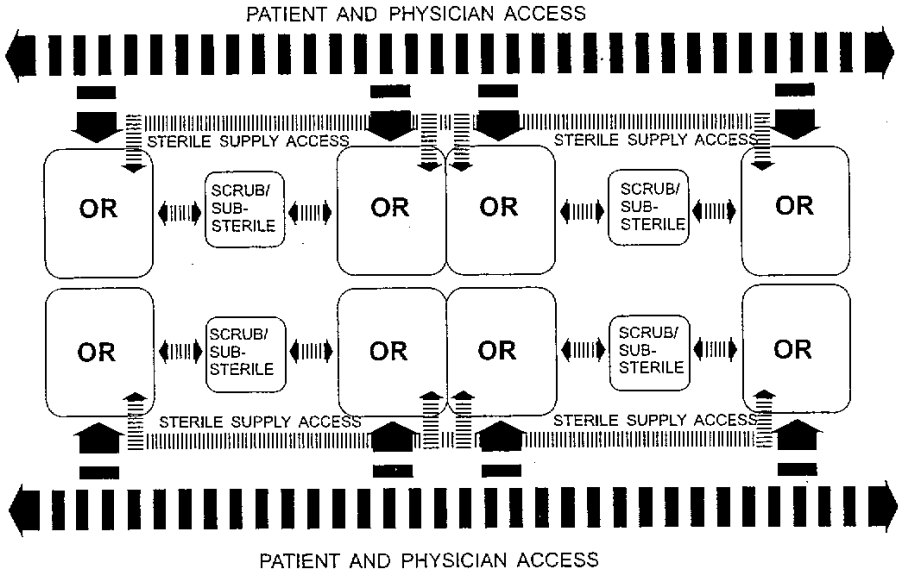 PATIENT AND PHYSICIAN ACCESS
STERILE SUPPLY ACCESS
STERILE SUPPLY ACCESS
OR
SCRUB/
SUB-
STERILE
OR
OR
SCRUB/
SUB-
STERILE
OR
OR
SCRUB/
SUB-
STERILE
OR
OR
SCRUB/
SUB-
STERILE
OR
STERILE SUPPLY ACCESS
STERILE SUPPLY ACCESS
PATIENT AND PHYSICIAN ACCESS